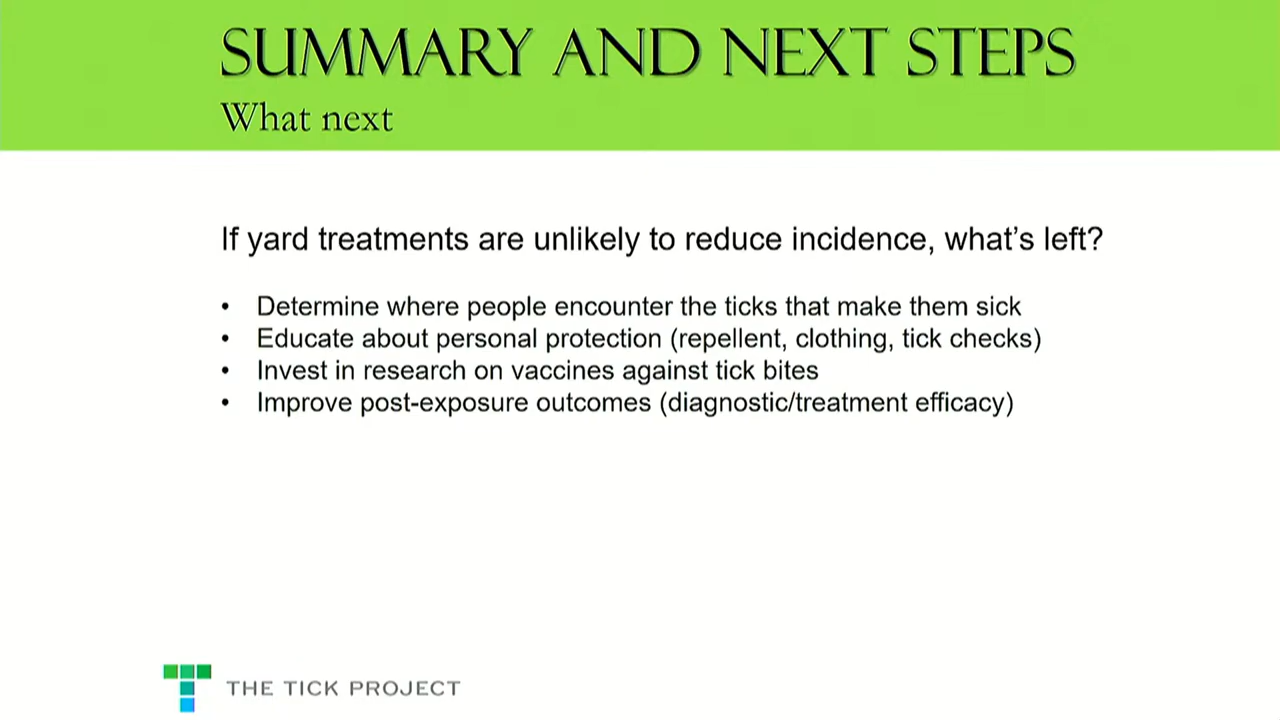 SUMMARY AND NEXT STEPS
What next
If yard treatments are unlikely to reduce incidence, what's left?
• Determine where people encounter the ticks that make them sick
• Educate about personal protection (repellent, clothing, tick checks)
• Invest in research on vaccines against tick bites
• Improve post-exposure outcomes (diagnostic/treatment efficacy)
THE TICK PROJECT